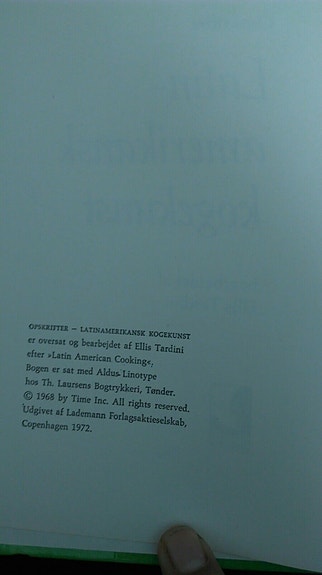 OPSKRIFTER – LATINAMERIKANSK KOGEKUNST
er oversat og bearbejdet af Ellis Tardini
efter »Latin American Cooking«,
Bogen er sat med Aldus-Linotype
hos Th. Laursens Bogtrykkeri, Tønder.
© 1968 by Time Inc. All rights reserved.
Udgivet af Lademann Forlagsaktieselskab,
Copenhagen 1972.